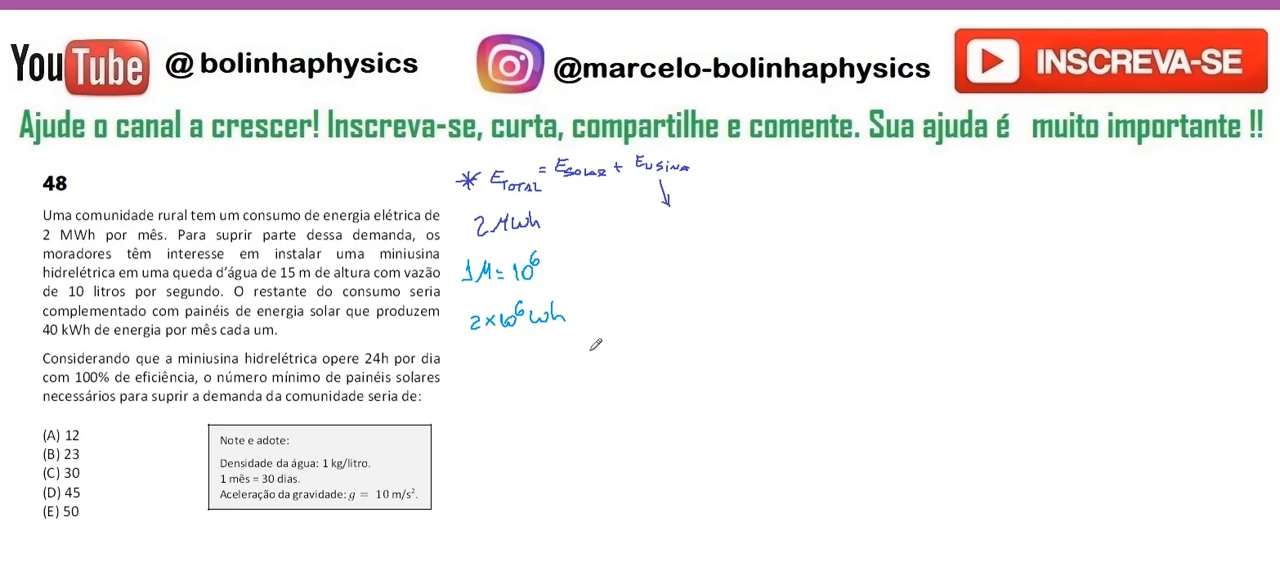 YouTube @bolinhaphysics @marcelo-bolinhaphysics INSCREVA-SE
Ajude o canal a crescer! Inscreva-se, curta, compartilhe e comente. Sua ajuda é muito importante !!
48
Uma comunidade rural tem um consumo de energia elétrica de
2 MWh por mês. Para suprir parte dessa demanda, os
moradores têm interesse em instalar uma miniusina
hidrelétrica em uma queda d'água de 15 m de altura com vazão
de 10 litros por segundo. O restante do consumo seria
complementado com painéis de energia solar que produzem
40 kWh de energia por mês cada um.
Considerando que a miniusina hidrelétrica opere 24h por dia
com 100% de eficiência, o número mínimo de painéis solares
necessários para suprir a demanda da comunidade seria de:
(A) 12
(B) 23
(C) 30
(D) 45
(E) 50
Note e adote:
Densidade da água: 1 kg/litro.
1 mês = 30 dias.
Aceleração da gravidade: g = 10 m/s².
* E_TOTAL = E_SOLAR + E_USINA
2 MWh
1M = 10⁶
2×10⁶ Wh